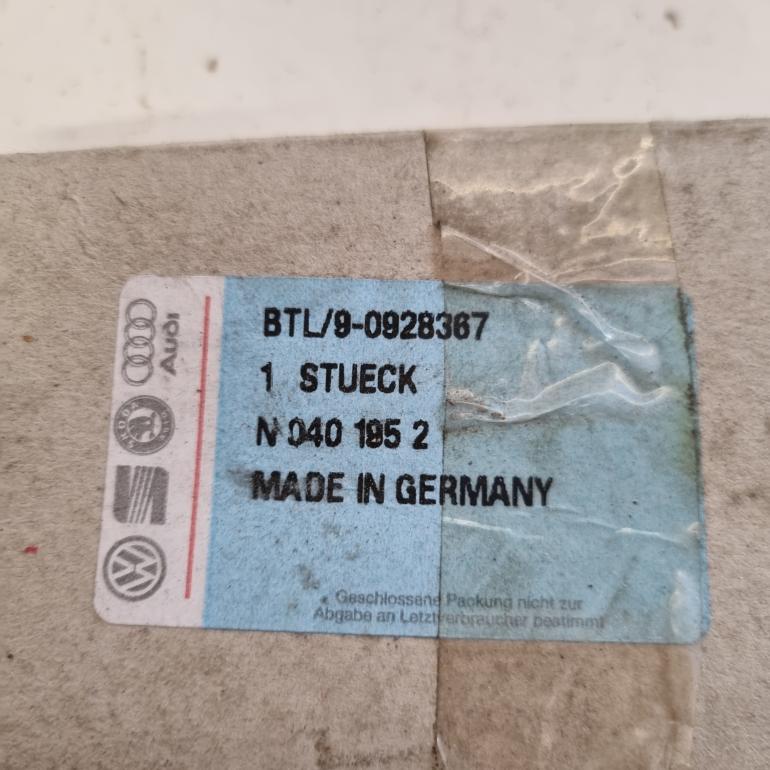 BTL/9-0928367
1 STUECK
N 040 195 2
MADE IN GERMANY
Geschlossene Packung nicht zur
Abgabe an Letztverbraucher bestimmt
Audi
SKODA